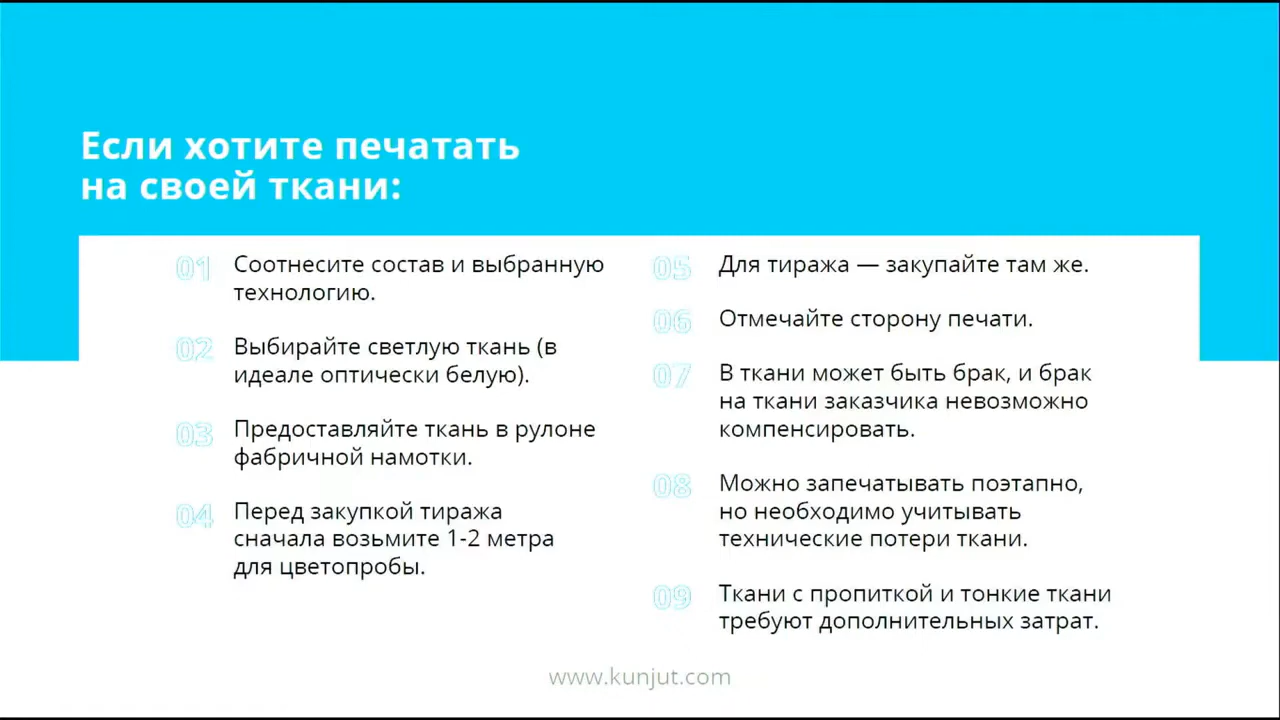 Если хотите печатать
на своей ткани:
01 Соотнесите состав и выбранную
технологию.
02 Выбирайте светлую ткань (в
идеале оптически белую).
03 Предоставляйте ткань в рулоне
фабричной намотки.
04 Перед закупкой тиража
сначала возьмите 1-2 метра
для цветопробы.
05 Для тиража — закупайте там же.
06 Отмечайте сторону печати.
07 В ткани может быть брак, и брак
на ткани заказчика невозможно
компенсировать.
08 Можно запечатывать поэтапно,
но необходимо учитывать
технические потери ткани.
09 Ткани с пропиткой и тонкие ткани
требуют дополнительных затрат.
www.kunjut.com